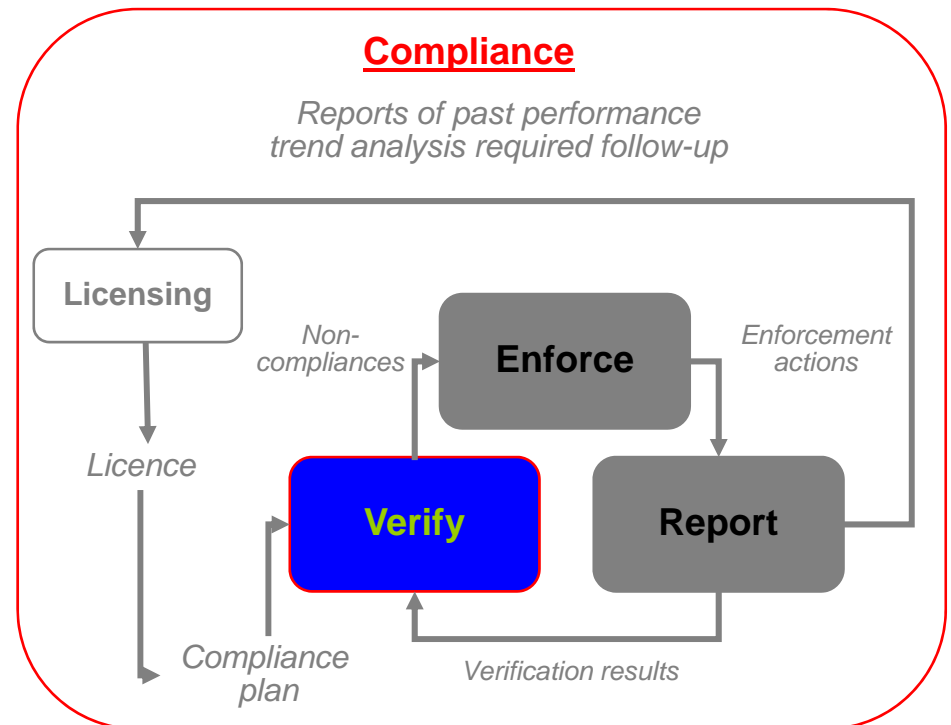 Compliance
Reports of past performance
trend analysis required follow-up
Licensing
Non-
compliances
Enforce
Enforcement
actions
Licence
Verify
Report
Compliance
plan
Verification results